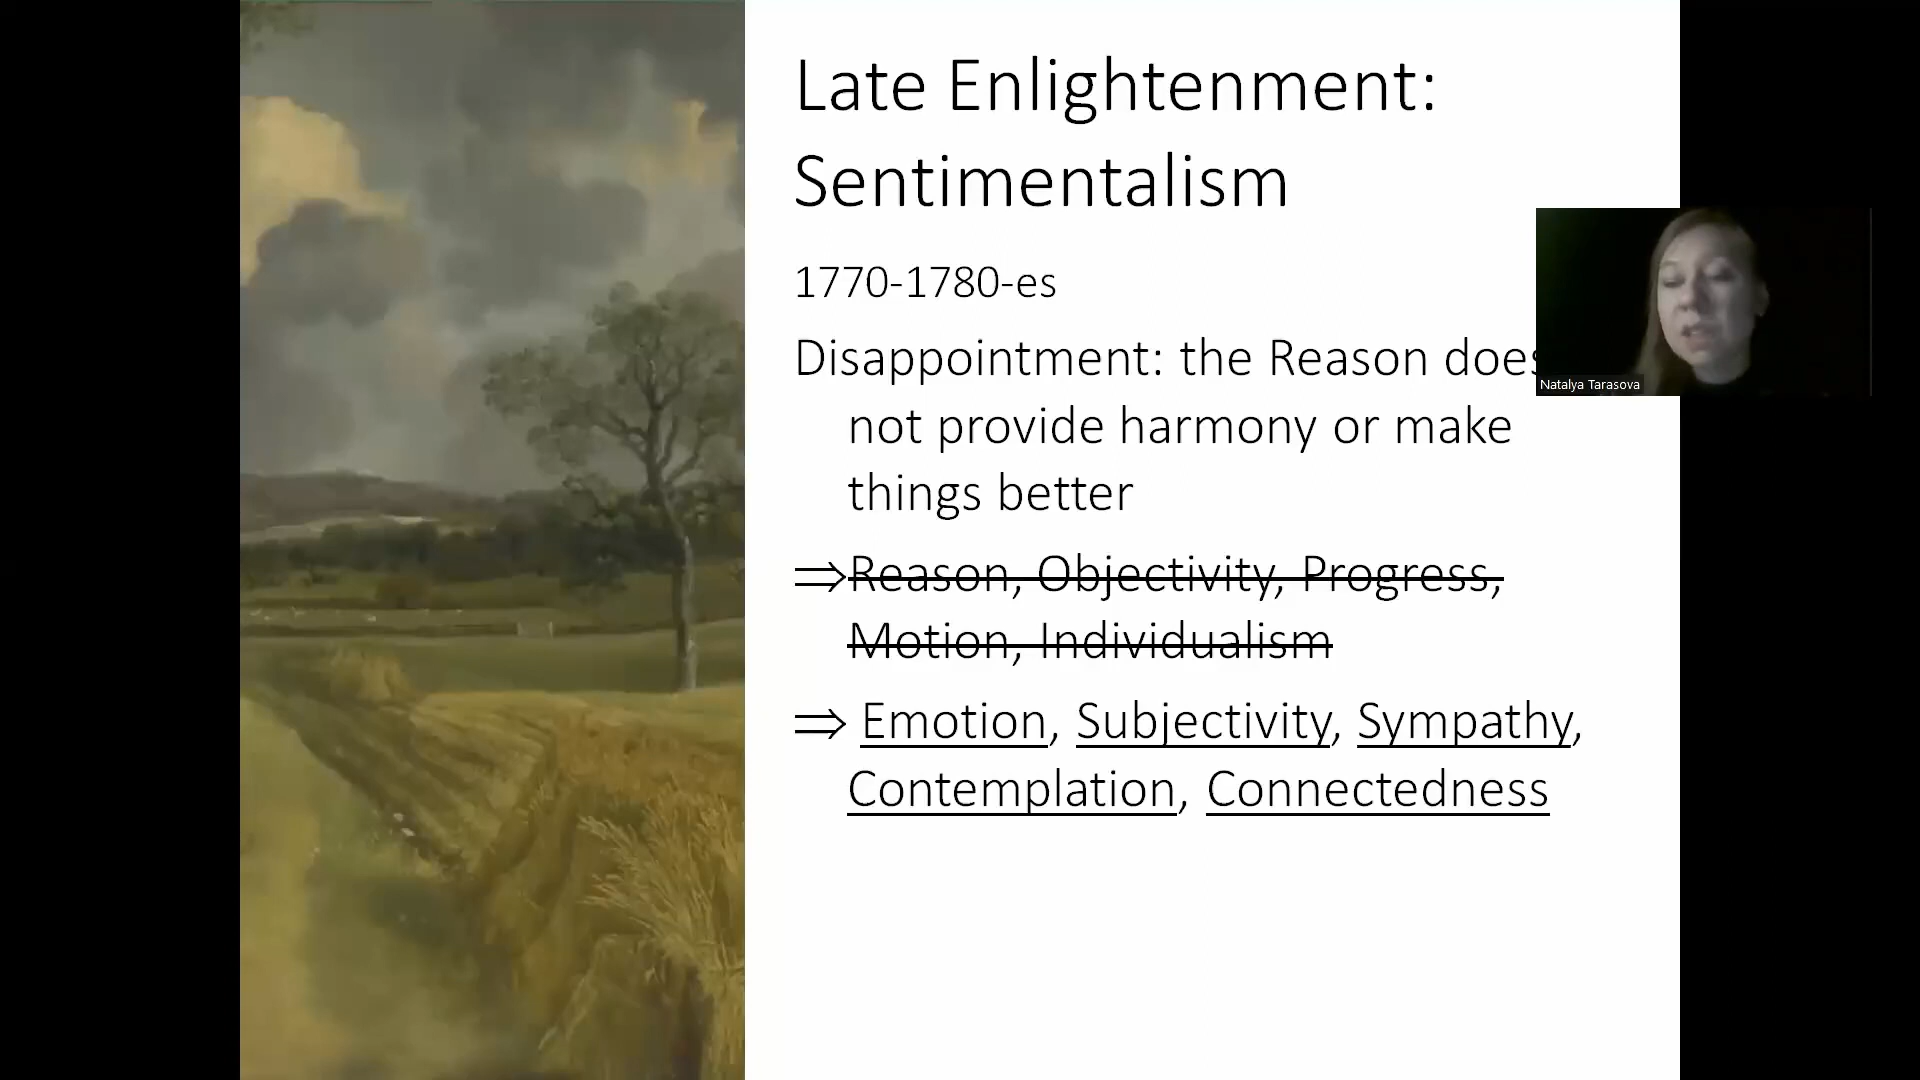 Late Enlightenment:
Sentimentalism
1770-1780-es
Disappointment: the Reason does
not provide harmony or make
things better
⇒Reason, Objectivity, Progress,
Motion, Individualism
⇒ Emotion, Subjectivity, Sympathy,
Contemplation, Connectedness
Natalya Tarasova